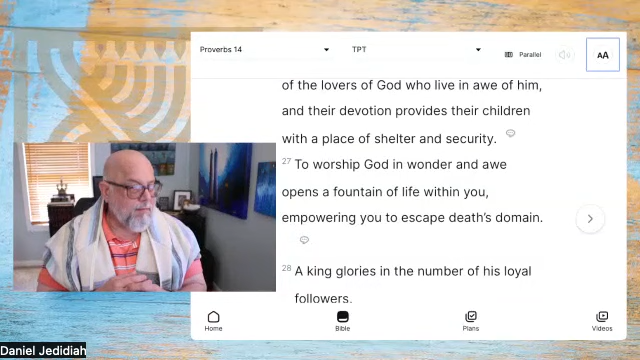 Proverbs 14
TPT
Parallel
AA
of the lovers of God who live in awe of him,
and their devotion provides their children
with a place of shelter and security.
27 To worship God in wonder and awe
opens a fountain of life within you,
empowering you to escape death’s domain.
28 A king glories in the number of his loyal
followers.
Home
Bible
Plans
Videos
Daniel Jedidiah